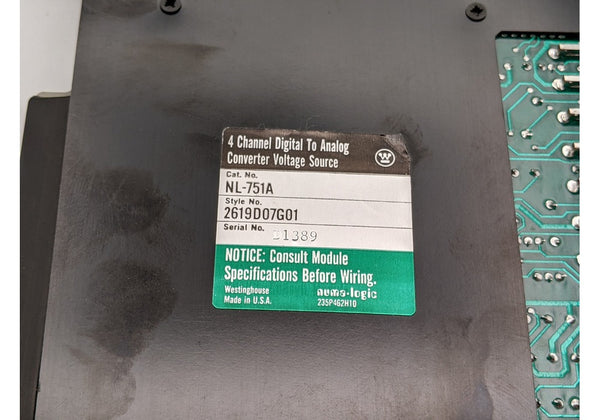 4 Channel Digital To Analog
Converter Voltage Source
Cat. No.
NL-751A
Style No.
2619D07G01
Serial No.
NOTICE: Consult Module
Specifications Before Wiring.
Westinghouse numa-logic
Made in U.S.A. 235P462H10